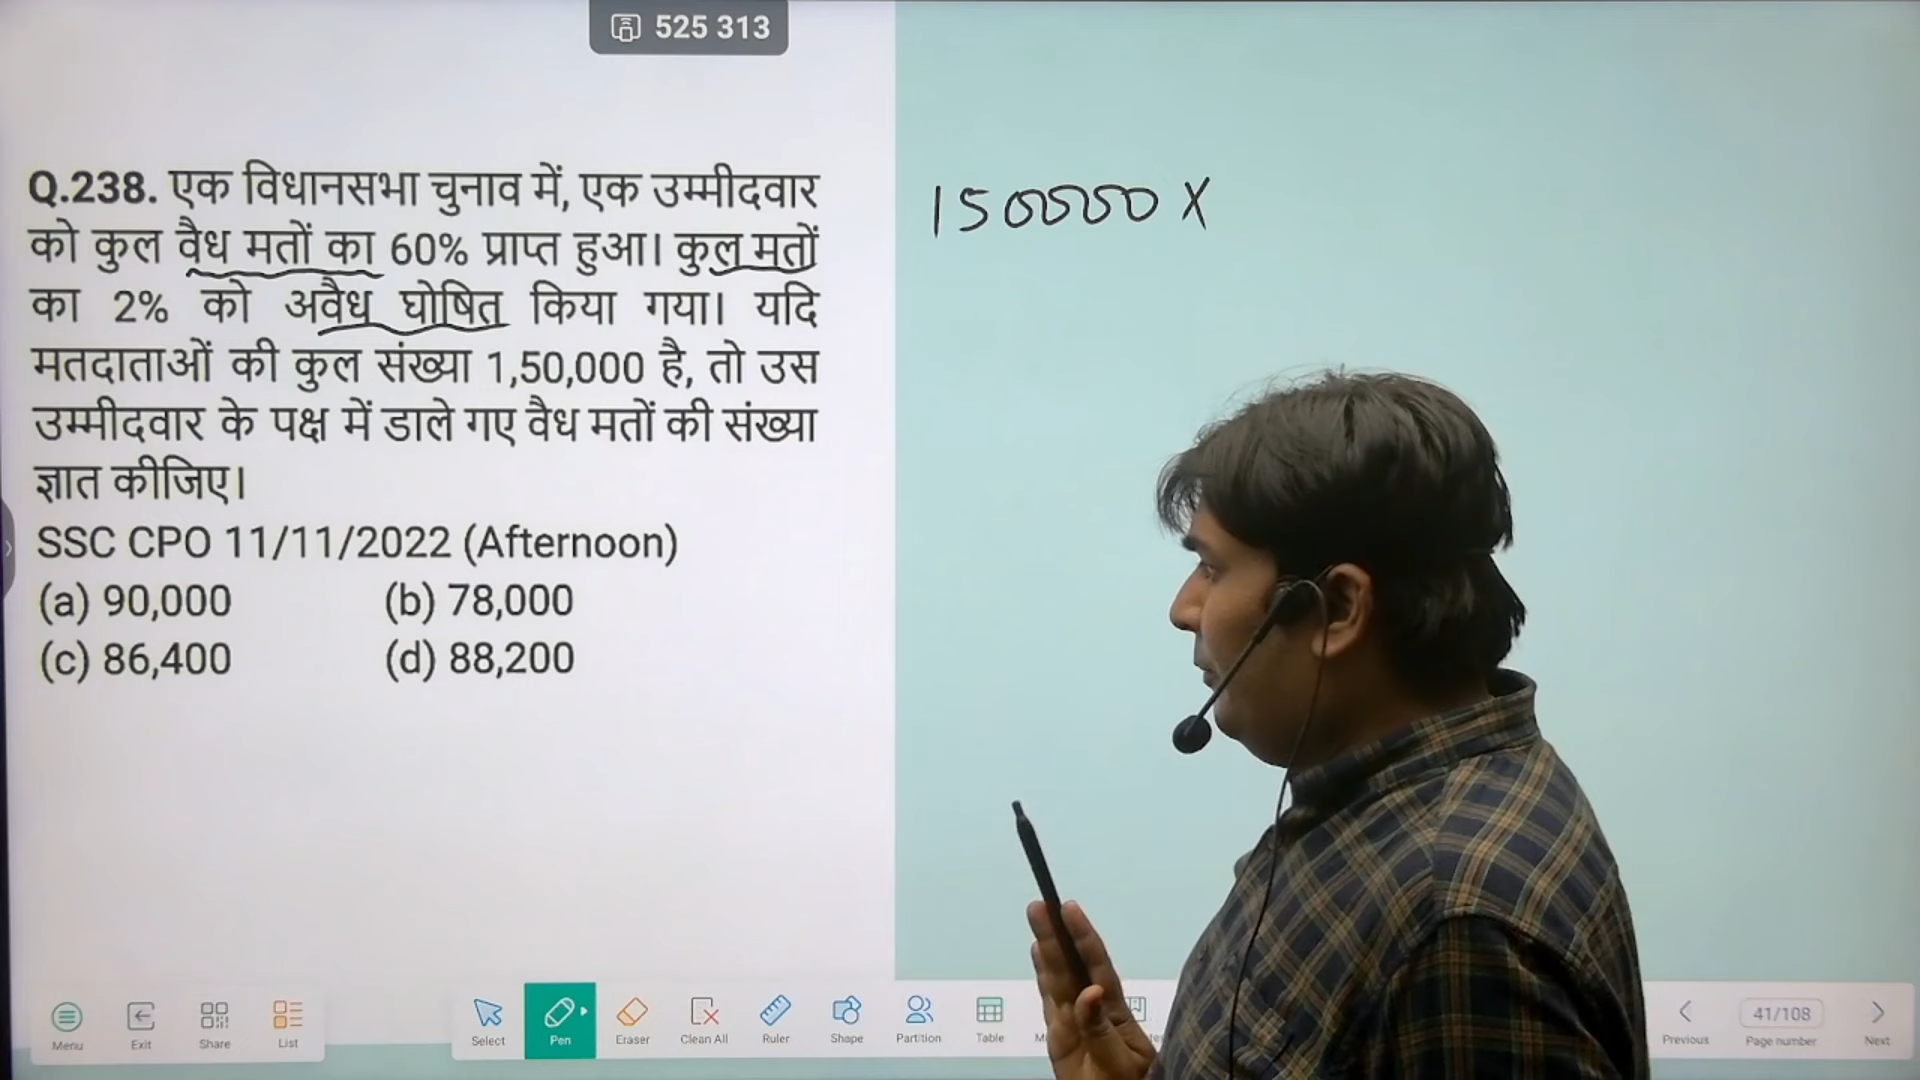 525 313
Q.238. एक विधानसभा चुनाव में, एक उम्मीदवार
को कुल वैध मतों का 60% प्राप्त हुआ। कुल मतों
का 2% को अवैध घोषित किया गया। यदि
मतदाताओं की कुल संख्या 1,50,000 है, तो उस
उम्मीदवार के पक्ष में डाले गए वैध मतों की संख्या
ज्ञात कीजिए।
SSC CPO 11/11/2022 (Afternoon)
(a) 90,000 (b) 78,000
(c) 86,400 (d) 88,200
150000 X
Menu Exit Share List Select Pen Eraser Clean All Ruler Shape Partition Table Previous 41/108 Page number Next